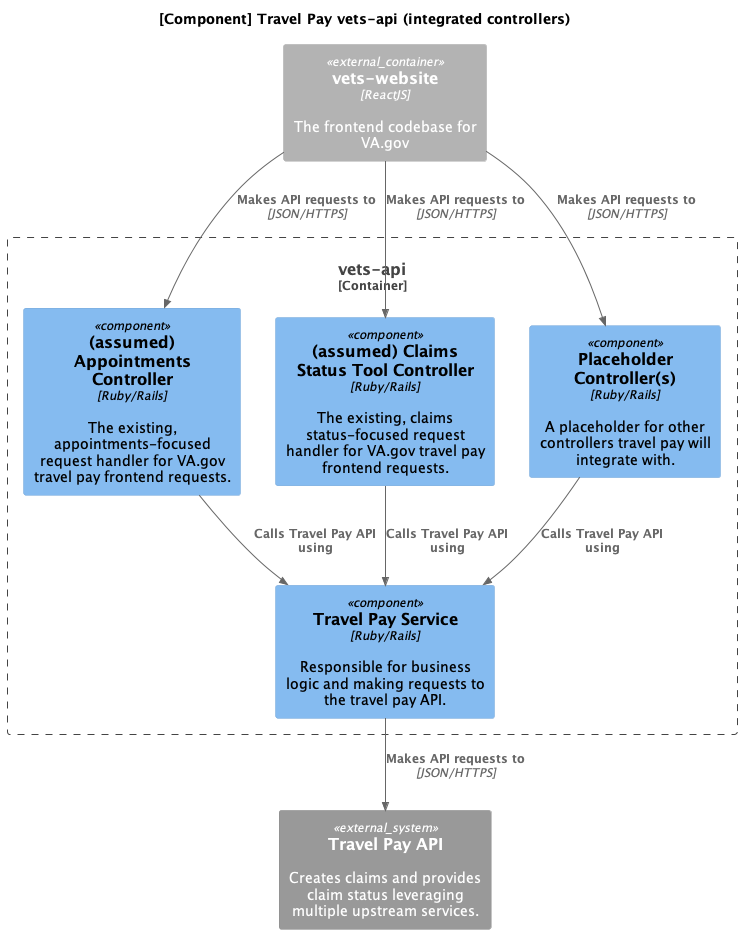 [Component] Travel Pay vets-api (integrated controllers)
«external_container»
vets-website
[ReactJS]
The frontend codebase for
VA.gov
Makes API requests to
[JSON/HTTPS]
Makes API requests to
[JSON/HTTPS]
Makes API requests to
[JSON/HTTPS]
vets-api
[Container]
«component»
(assumed)
Appointments
Controller
[Ruby/Rails]
The existing,
appointments-focused
request handler for VA.gov
travel pay frontend requests.
«component»
(assumed) Claims
Status Tool Controller
[Ruby/Rails]
The existing, claims
status-focused request
handler for VA.gov travel pay
frontend requests.
«component»
Placeholder
Controller(s)
[Ruby/Rails]
A placeholder for other
controllers travel pay will
integrate with.
Calls Travel Pay API
using
Calls Travel Pay API
using
Calls Travel Pay API
using
«component»
Travel Pay Service
[Ruby/Rails]
Responsible for business
logic and making requests to
the travel pay API.
Makes API requests to
[JSON/HTTPS]
«external_system»
Travel Pay API
Creates claims and provides
claim status leveraging
multiple upstream services.